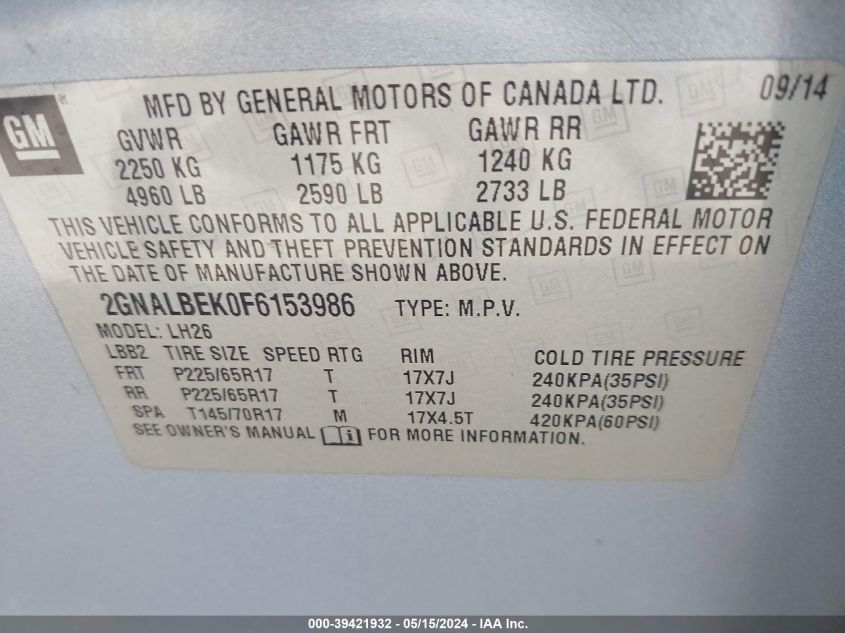 GM®
MFD BY GENERAL MOTORS OF CANADA LTD. 09/14
GVWR GAWR FRT GAWR RR
2250 KG 1175 KG 1240 KG
4960 LB 2590 LB 2733 LB
THIS VEHICLE CONFORMS TO ALL APPLICABLE U.S. FEDERAL MOTOR
VEHICLE SAFETY AND THEFT PREVENTION STANDARDS IN EFFECT ON
THE DATE OF MANUFACTURE SHOWN ABOVE.
2GNALBEK0F6153986 TYPE: M.P.V.
MODEL: LH26
LBB2 TIRE SIZE SPEED RTG RIM COLD TIRE PRESSURE
FRT P225/65R17 T 17X7J 240KPA(35PSI)
RR P225/65R17 T 17X7J 240KPA(35PSI)
SPA T145/70R17 M 17X4.5T 420KPA(60PSI)
SEE OWNER'S MANUAL FOR MORE INFORMATION.
000-39421932 - 05/15/2024 - IAA Inc.